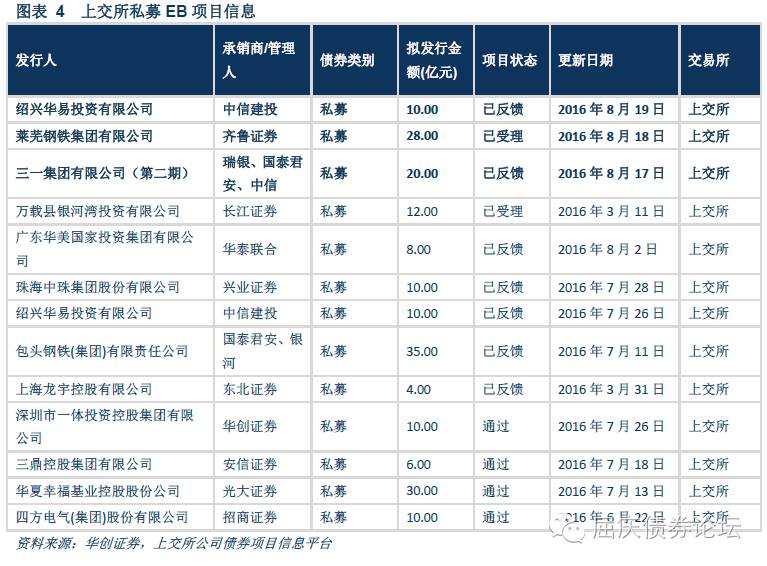 图表 4 上交所私募 EB 项目信息
发行人 承销商/管理人 债券类别 拟发行金额(亿元) 项目状态 更新日期 交易所
绍兴华易投资有限公司 中信建投 私募 10.00 已反馈 2016 年 8 月 19 日 上交所
莱芜钢铁集团有限公司 齐鲁证券 私募 28.00 已受理 2016 年 8 月 18 日 上交所
三一集团有限公司（第二期） 瑞银、国泰君安、中信 私募 20.00 已反馈 2016 年 8 月 17 日 上交所
万载县银河湾投资有限公司 长江证券 私募 12.00 已受理 2016 年 3 月 11 日 上交所
广东华美国家投资集团有限公司 华泰联合 私募 8.00 已反馈 2016 年 8 月 2 日 上交所
珠海中珠集团股份有限公司 兴业证券 私募 10.00 已反馈 2016 年 7 月 28 日 上交所
绍兴华易投资有限公司 中信建投 私募 10.00 已反馈 2016 年 7 月 26 日 上交所
包头钢铁(集团)有限责任公司 国泰君安、银河 私募 35.00 已反馈 2016 年 7 月 11 日 上交所
上海龙宇控股有限公司 东北证券 私募 4.00 已反馈 2016 年 3 月 31 日 上交所
深圳市一体投资控股集团有限公司 华创证券 私募 10.00 通过 2016 年 7 月 26 日 上交所
三鼎控股集团有限公司 安信证券 私募 6.00 通过 2016 年 7 月 18 日 上交所
华夏幸福基业控股股份公司 光大证券 私募 30.00 通过 2016 年 7 月 13 日 上交所
四方电气(集团)股份有限公司 招商证券 私募 10.00 通过 2016 年 6 月 22 日 上交所
屈庆债券论坛
资料来源：华创证券，上交所公司债券项目信息平台